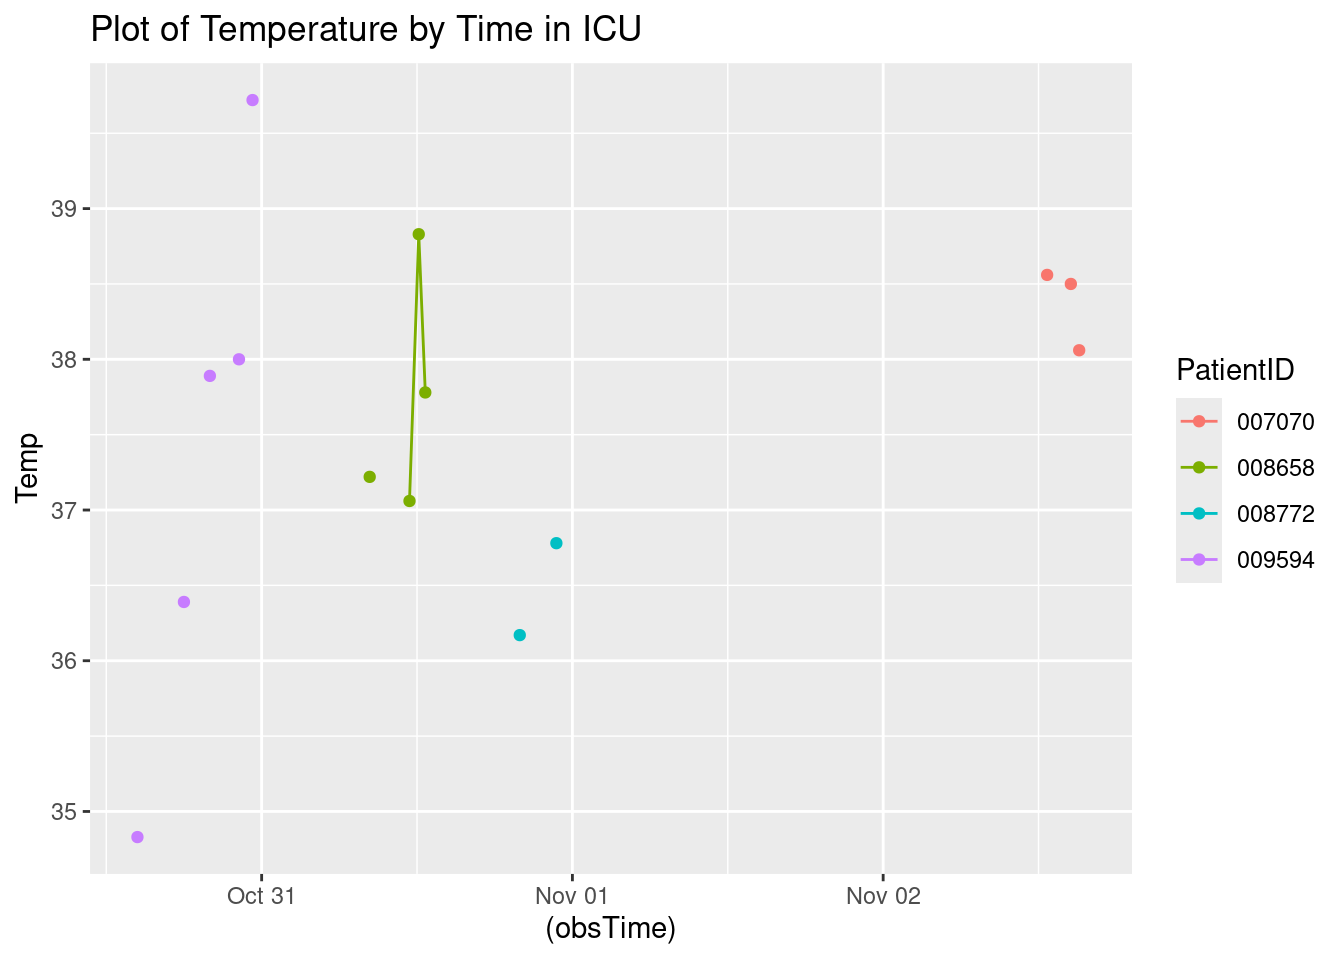 Plot of Temperature by Time in ICU
39
38
37
36
35
Temp
Oct 31
Nov 01
Nov 02
(obsTime)
PatientID
007070
008658
008772
009594